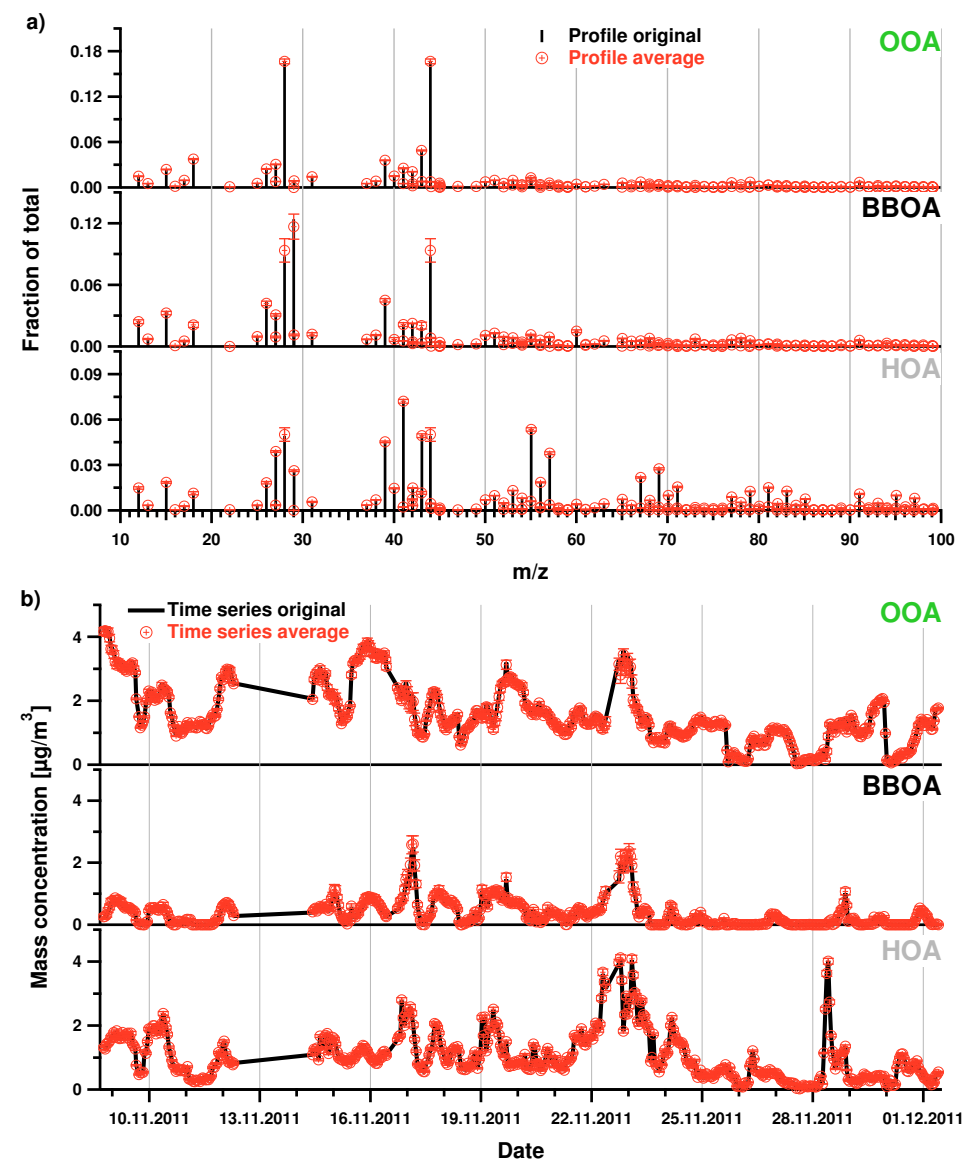 a)
Profile original
Profile average
OOA
0.18
0.12
0.06
0.00
BBOA
0.12
0.06
0.00
HOA
0.09
0.06
0.03
0.00
Fraction of total
10 20 30 40 50 60 70 80 90 100
m/z
b)
Time series original
Time series average
OOA
4
2
0
BBOA
4
2
0
HOA
4
2
0
Mass concentration [µg/m³]
10.11.2011 13.11.2011 16.11.2011 19.11.2011 22.11.2011 25.11.2011 28.11.2011 01.12.2011
Date